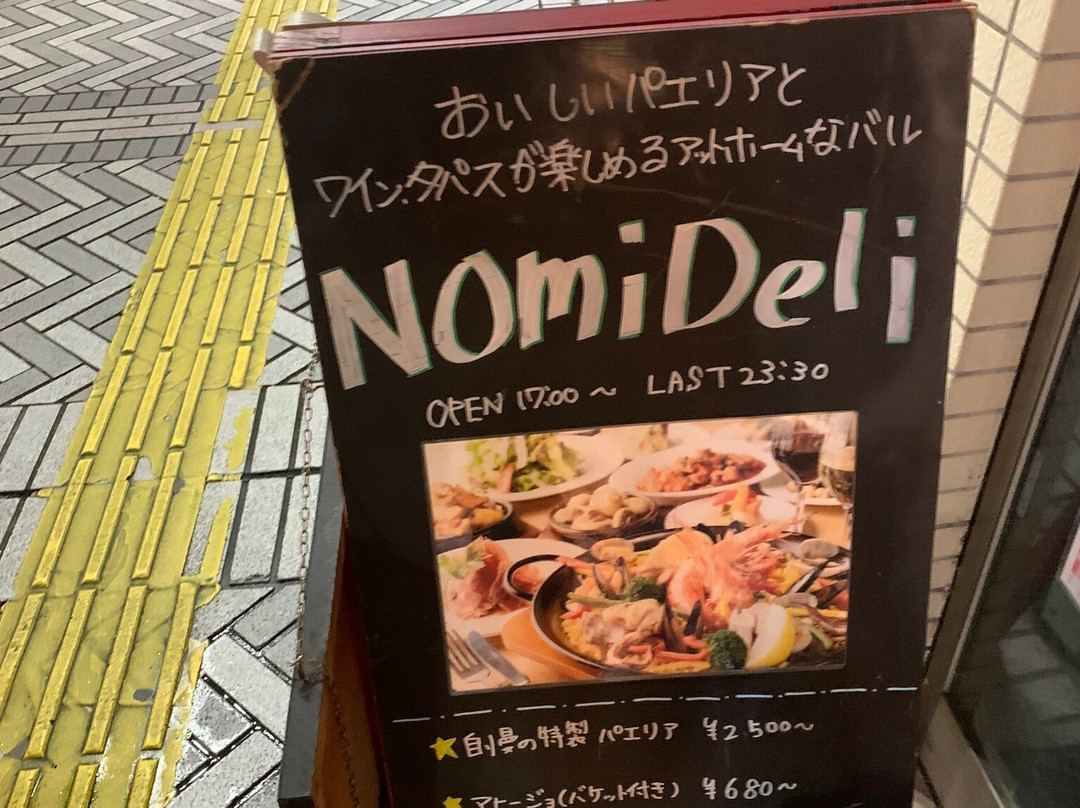 おいしいパエリアと
ワイン、タパスが楽しめるアットホームなバル
NOmiDeli
OPEN 17:00 ～ LAST 23:30
★自慢の特製 パエリア ¥2.500～
★アヒージョ(バケット付き) ¥680～